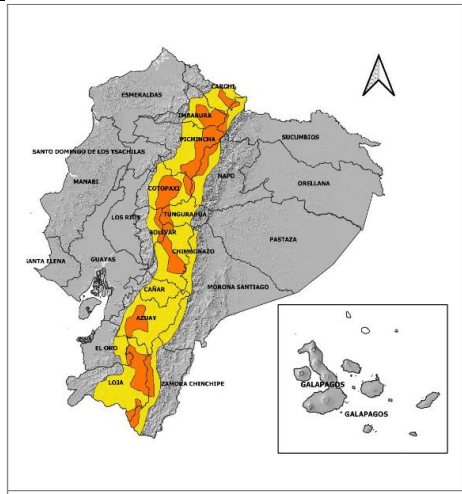 CARCHI
ESMERALDAS
IMBABURA
PICHINCHA
SUCUMBIOS
SANTO DOMINGO DE LOS TSACHILAS
NAPO
ORELLANA
MANABI
COTOPAXI
TUNGURAHUA
LOS RIOS
BOLIVAR
PASTAZA
CHIMBORAZO
SANTA ELENA
GUAYAS
MORONA SANTIAGO
CAÑAR
AZUAY
EL ORO
LOJA
ZAMORA CHINCHIPE
GALAPAGOS
GALAPAGOS